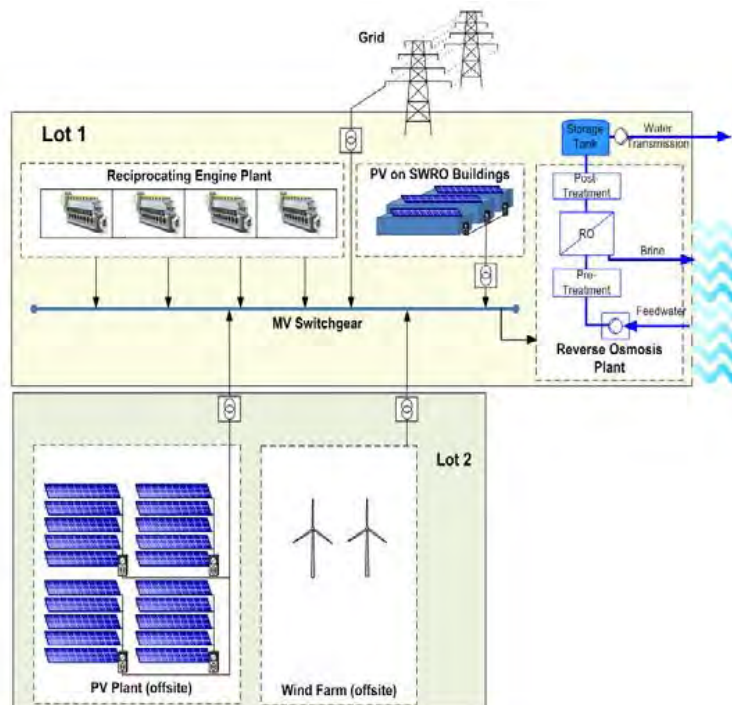 Grid
Lot 1
Storage
Tank
Water
Transmission
Reciprocating Engine Plant
PV on SWRO Buildings
Post-
Treatment
RO
Brine
Pre-
Treatment
Feedwater
MV Switchgear
Reverse Osmosis
Plant
Lot 2
PV Plant (offsite)
Wind Farm (offsite)